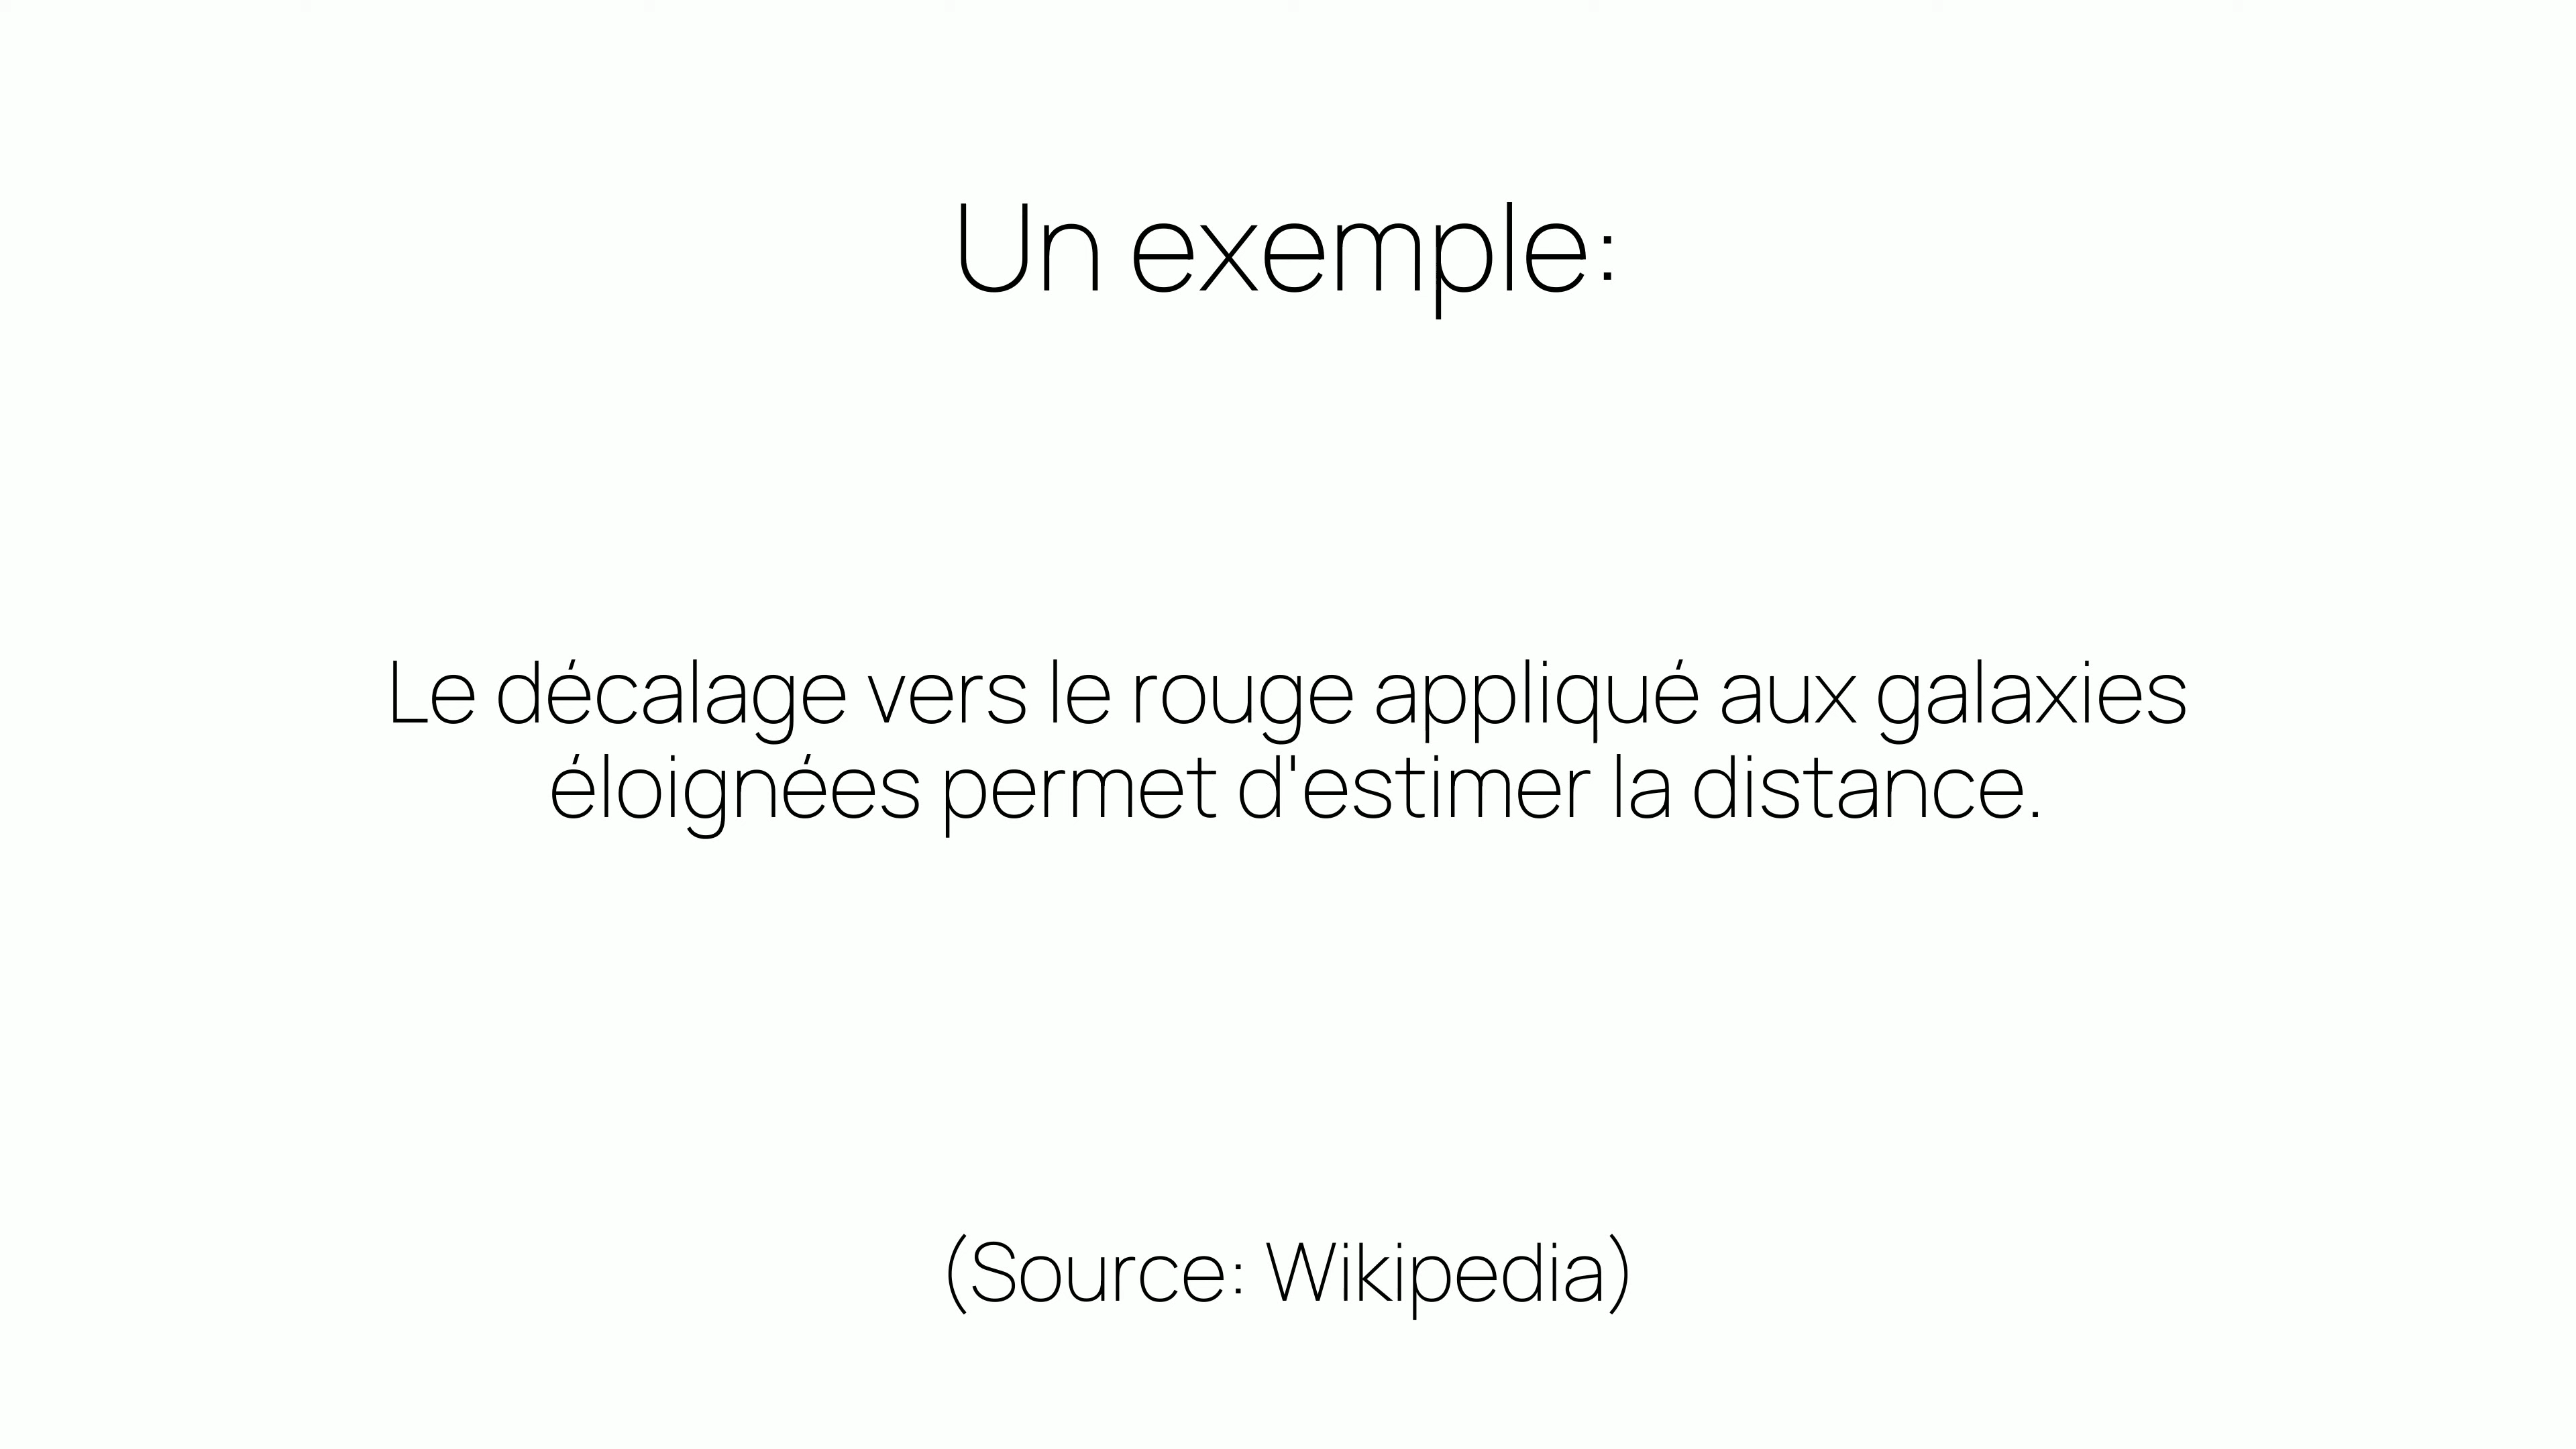 Un exemple:
Le décalage vers le rouge appliqué aux galaxies
éloignées permet d'estimer la distance.
(Source: Wikipedia)